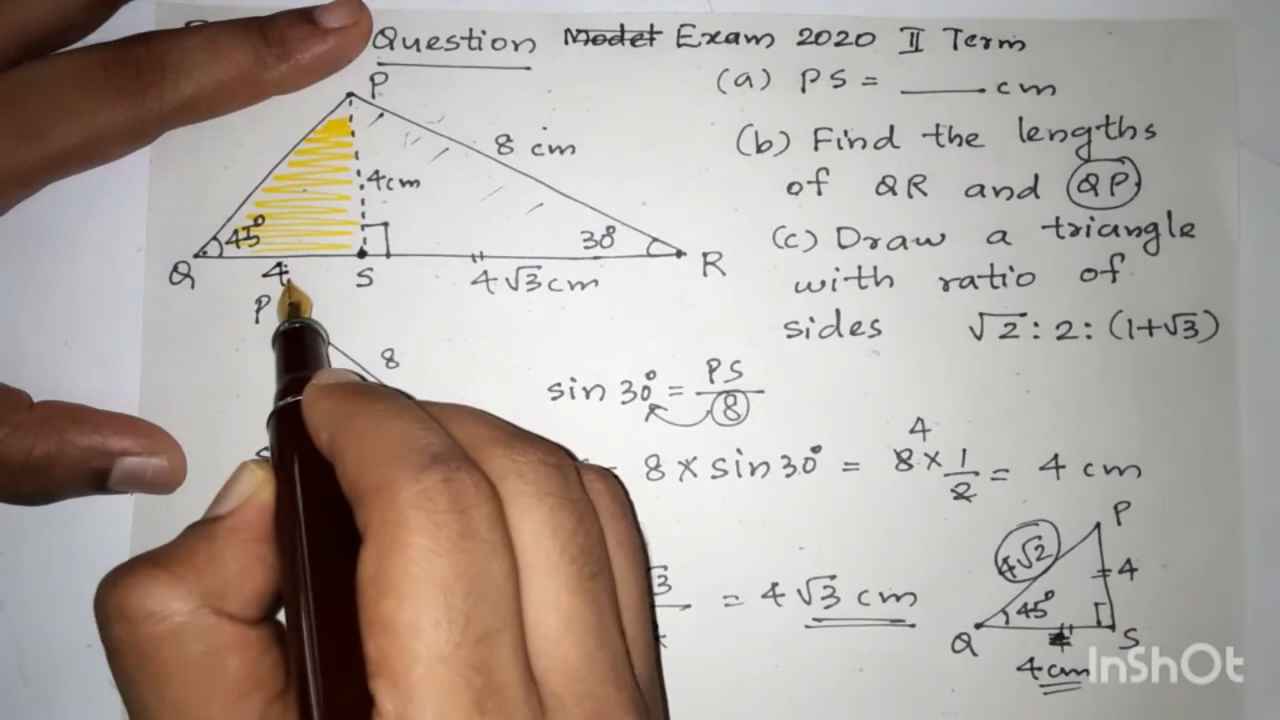 Question Model Exam 2020 II Term
P
(a) PS = ____ cm
8 cm
(b) Find the lengths
of QR and QP
4cm
(c) Draw a triangle
45° 30°
Q 4 S 4√3cm R
with ratio of
sides √2 : 2 : (1+√3)
P
8
sin 30° = PS/8
= 8 × sin 30° = 8 × 1/2 = 4 cm
4
= 4√3 cm
P
4√2
4
45°
Q 4 S
4cm
InShOt